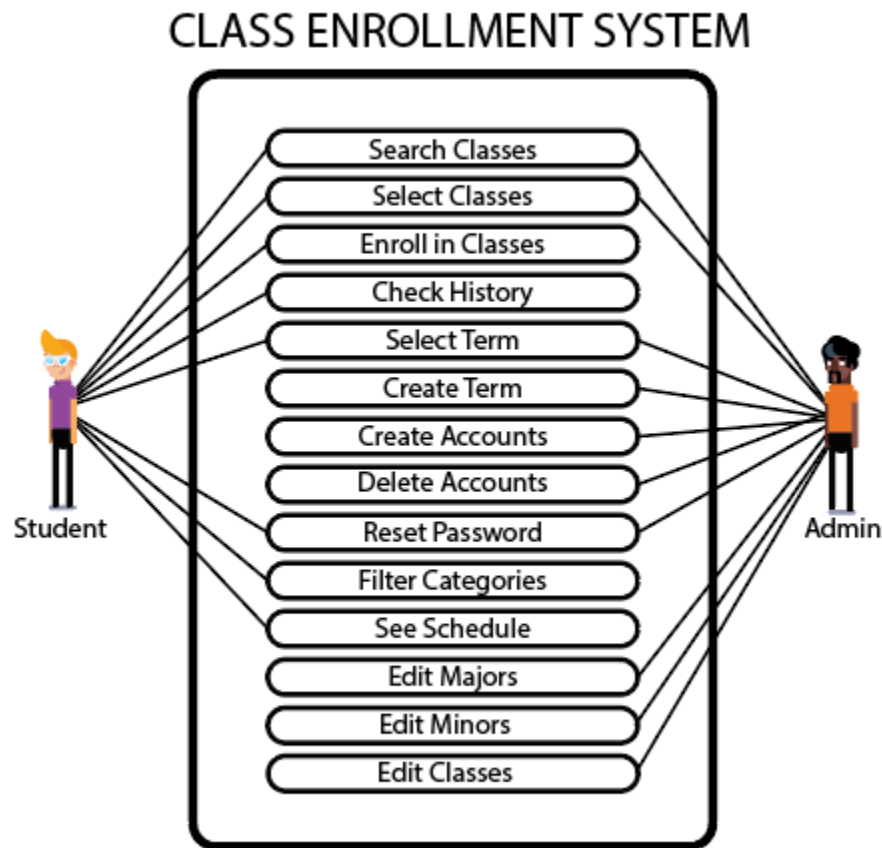 CLASS ENROLLMENT SYSTEM
Search Classes
Select Classes
Enroll in Classes
Check History
Select Term
Create Term
Create Accounts
Delete Accounts
Reset Password
Filter Categories
See Schedule
Edit Majors
Edit Minors
Edit Classes
Student
Admin